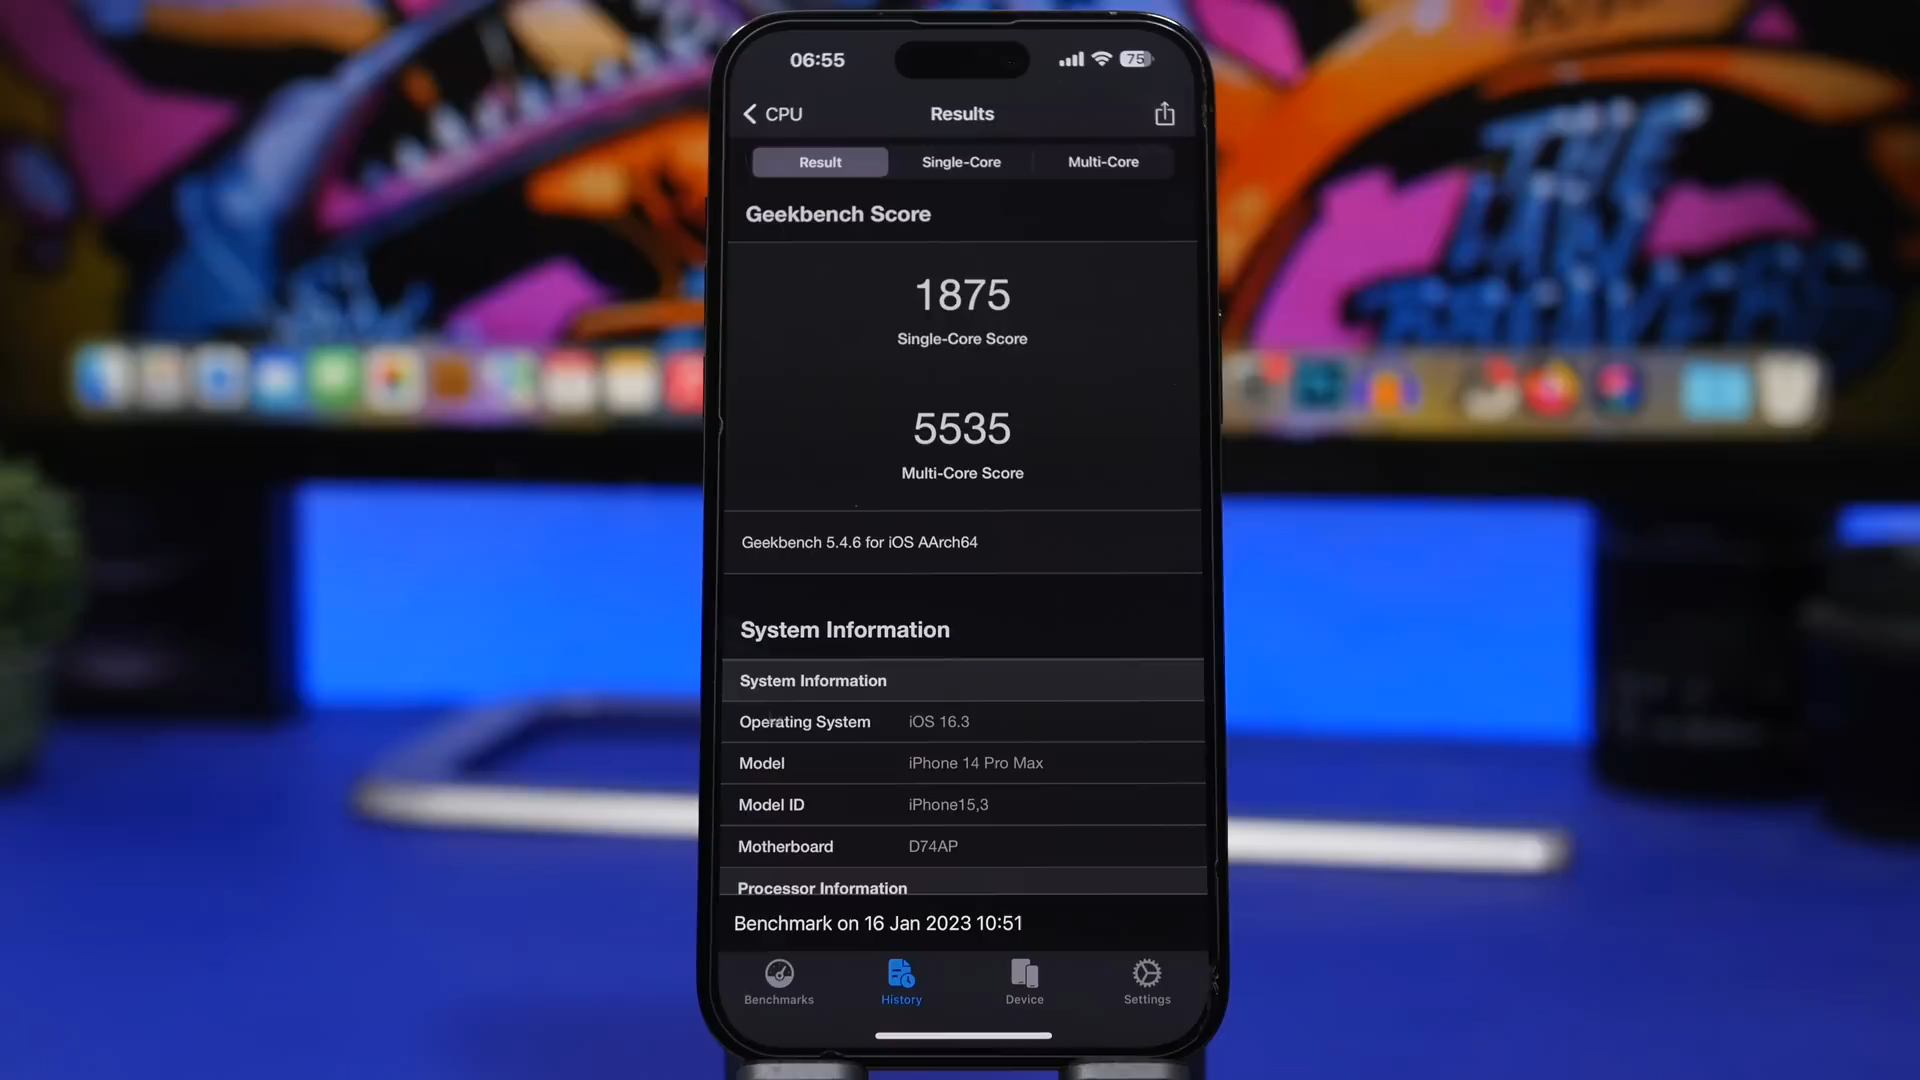 06:55
75
CPU
Results
Result
Single-Core
Multi-Core
Geekbench Score
1875
Single-Core Score
5535
Multi-Core Score
Geekbench 5.4.6 for iOS AArch64
System Information
System Information
Operating System iOS 16.3
Model iPhone 14 Pro Max
Model ID iPhone15,3
Motherboard D74AP
Processor Information
Benchmark on 16 Jan 2023 10:51
Benchmarks
History
Device
Settings